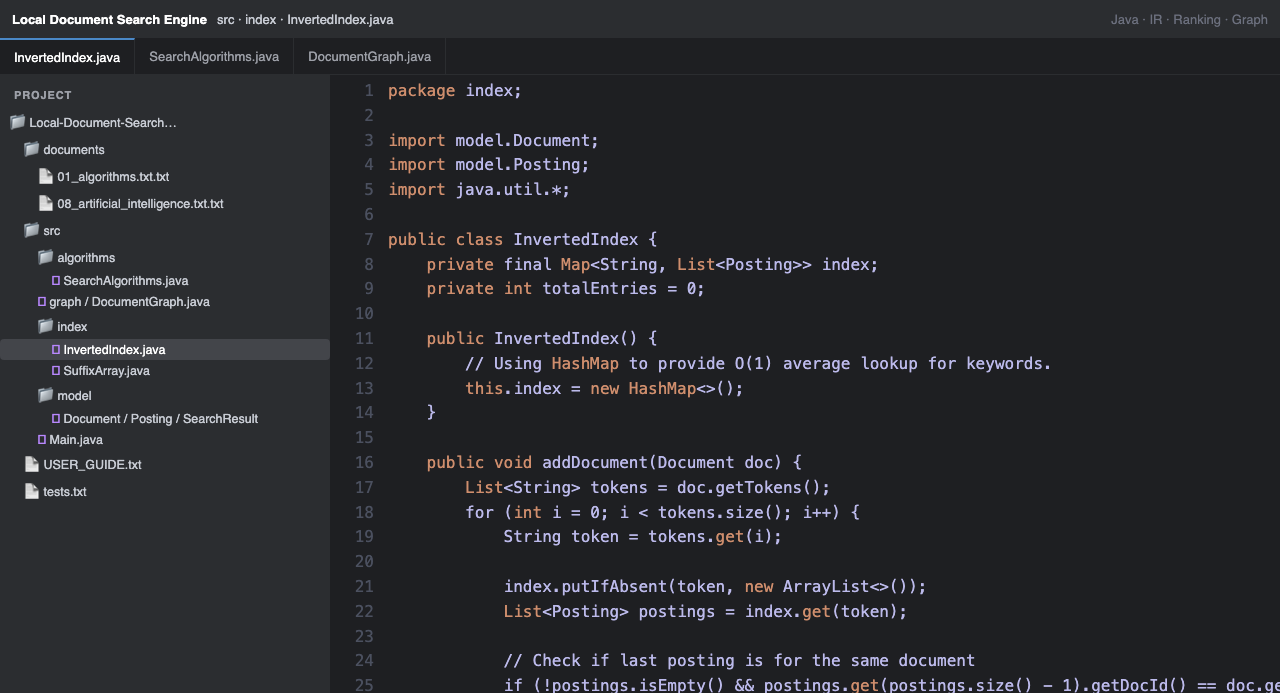 Local Document Search Engine src · index · InvertedIndex.java
Java · IR · Ranking · Graph
InvertedIndex.java
SearchAlgorithms.java
DocumentGraph.java
PROJECT
Local-Document-Search…
documents
01_algorithms.txt.txt
08_artificial_intelligence.txt.txt
src
algorithms
SearchAlgorithms.java
graph / DocumentGraph.java
index
InvertedIndex.java
SuffixArray.java
model
Document / Posting / SearchResult
Main.java
USER_GUIDE.txt
tests.txt
1 package index;
2
3 import model.Document;
4 import model.Posting;
5 import java.util.*;
6
7 public class InvertedIndex {
8     private final Map<String, List<Posting>> index;
9     private int totalEntries = 0;
10
11     public InvertedIndex() {
12         // Using HashMap to provide O(1) average lookup for keywords.
13         this.index = new HashMap<>();
14     }
15
16     public void addDocument(Document doc) {
17         List<String> tokens = doc.getTokens();
18         for (int i = 0; i < tokens.size(); i++) {
19             String token = tokens.get(i);
20
21             index.putIfAbsent(token, new ArrayList<>());
22             List<Posting> postings = index.get(token);
23
24             // Check if last posting is for the same document
25             if (!postings.isEmpty() && postings.get(postings.size() - 1).getDocId() == doc.ge